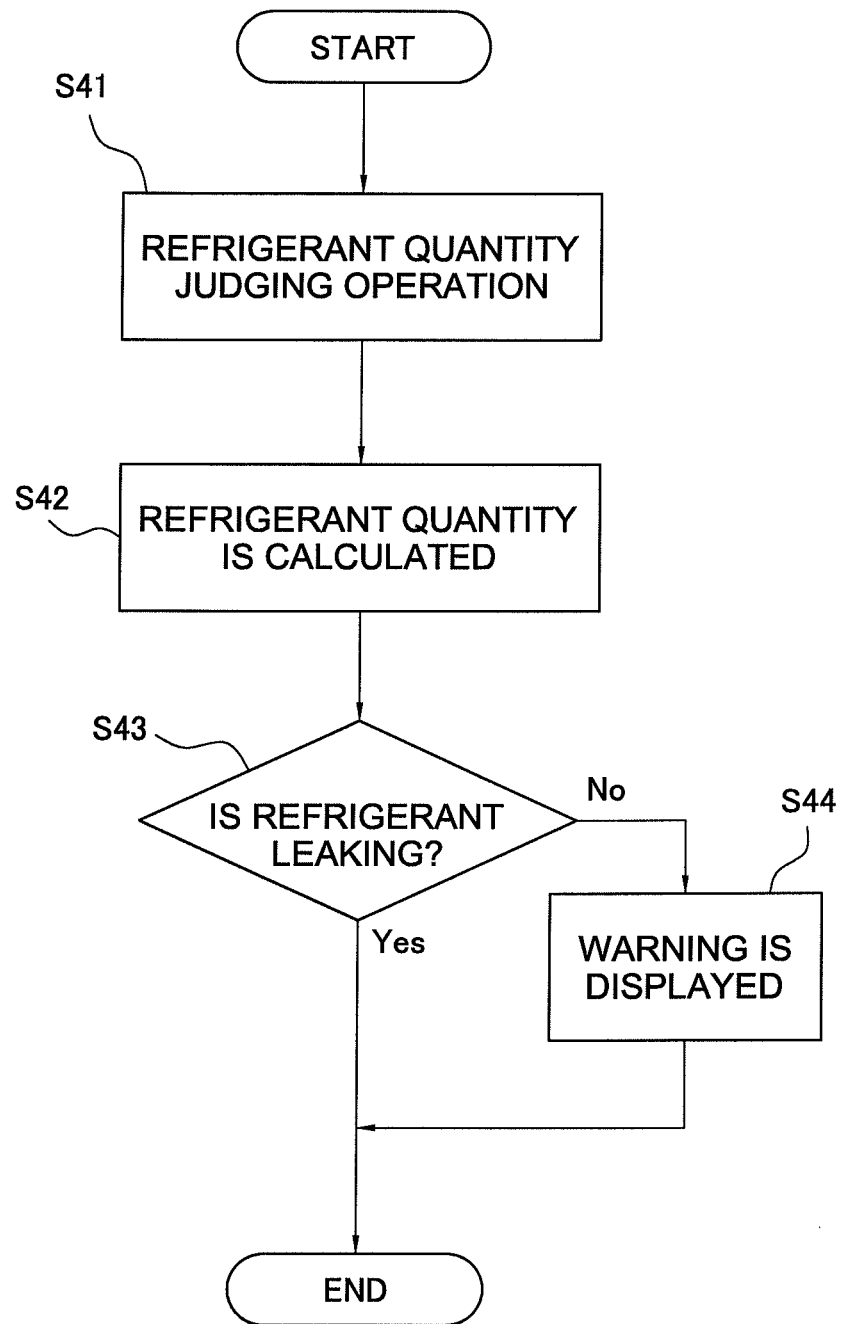 START
S41
REFRIGERANT QUANTITY
JUDGING OPERATION
S42
REFRIGERANT QUANTITY
IS CALCULATED
S43
IS REFRIGERANT
LEAKING?
No
S44
Yes
WARNING IS
DISPLAYED
END